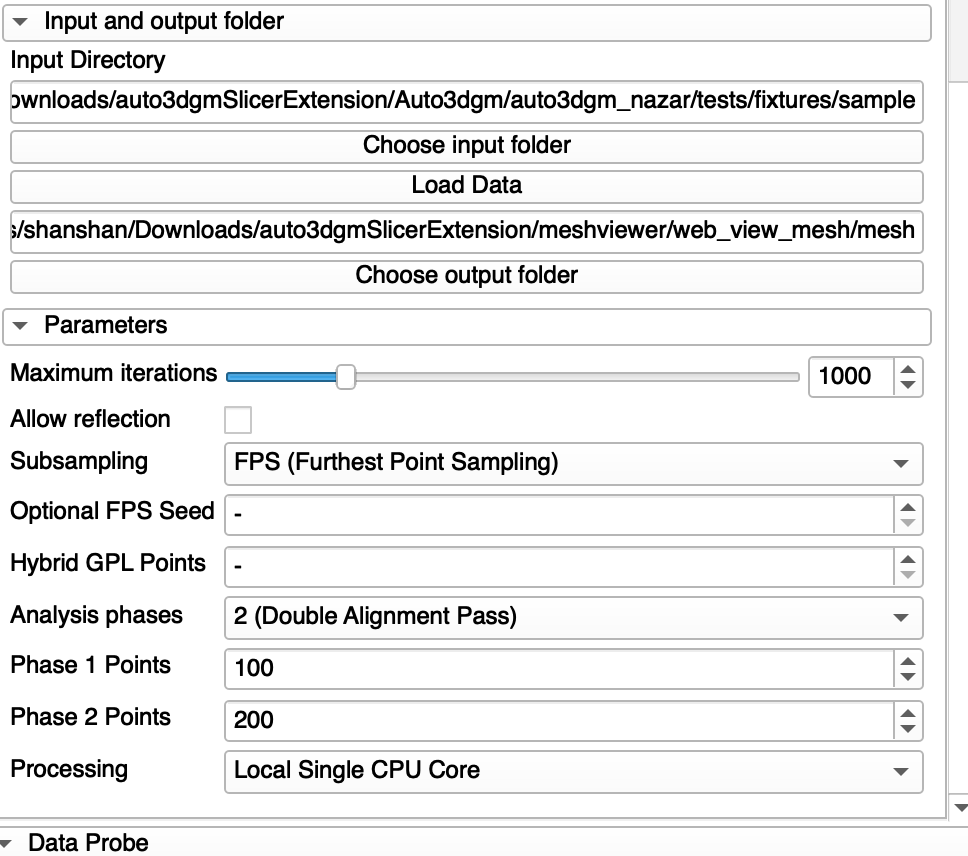 Input and output folder
Input Directory
ownloads/auto3dgmSlicerExtension/Auto3dgm/auto3dgm_nazar/tests/fixtures/sample
Choose input folder
Load Data
s/shanshan/Downloads/auto3dgmSlicerExtension/meshviewer/web_view_mesh/mesh
Choose output folder
Parameters
Maximum iterations 1000
Allow reflection
Subsampling FPS (Furthest Point Sampling)
Optional FPS Seed -
Hybrid GPL Points -
Analysis phases 2 (Double Alignment Pass)
Phase 1 Points 100
Phase 2 Points 200
Processing Local Single CPU Core
Data Probe